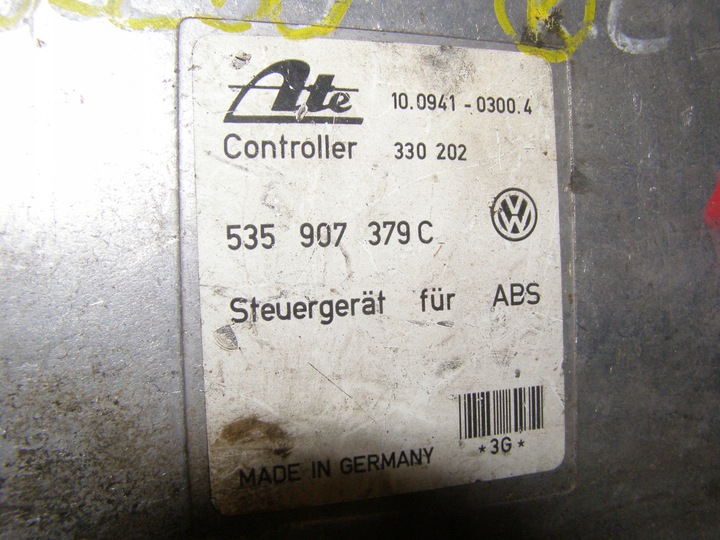 Ate 10.0941-0300.4
Controller 330 202
535 907 379 C
Steuergerät für ABS
*3G*
MADE IN GERMANY